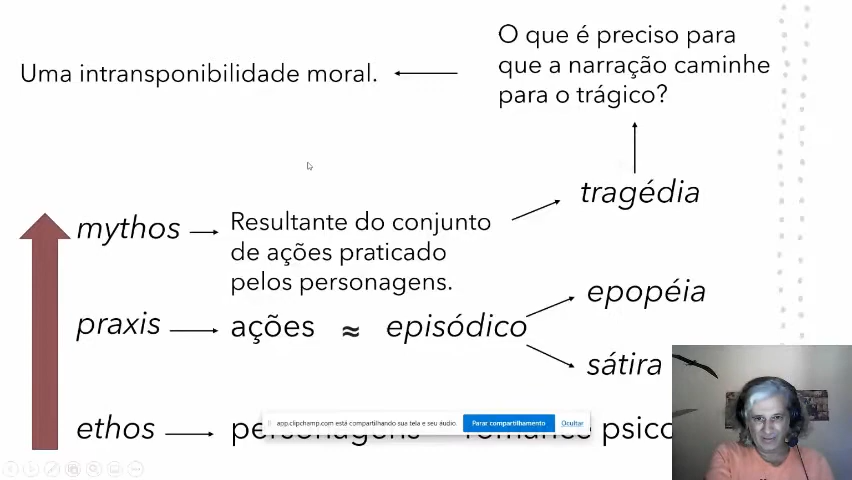 O que é preciso para
que a narração caminhe
para o trágico?
Uma intransponibilidade moral.
tragédia
mythos
Resultante do conjunto
de ações praticado
pelos personagens.
epopéia
praxis
ações ≈ episódico
sátira
app.clipchamp.com está compartilhando sua tela e seu áudio.
Parar compartilhamento
Ocultar
ethos
personagens
romance